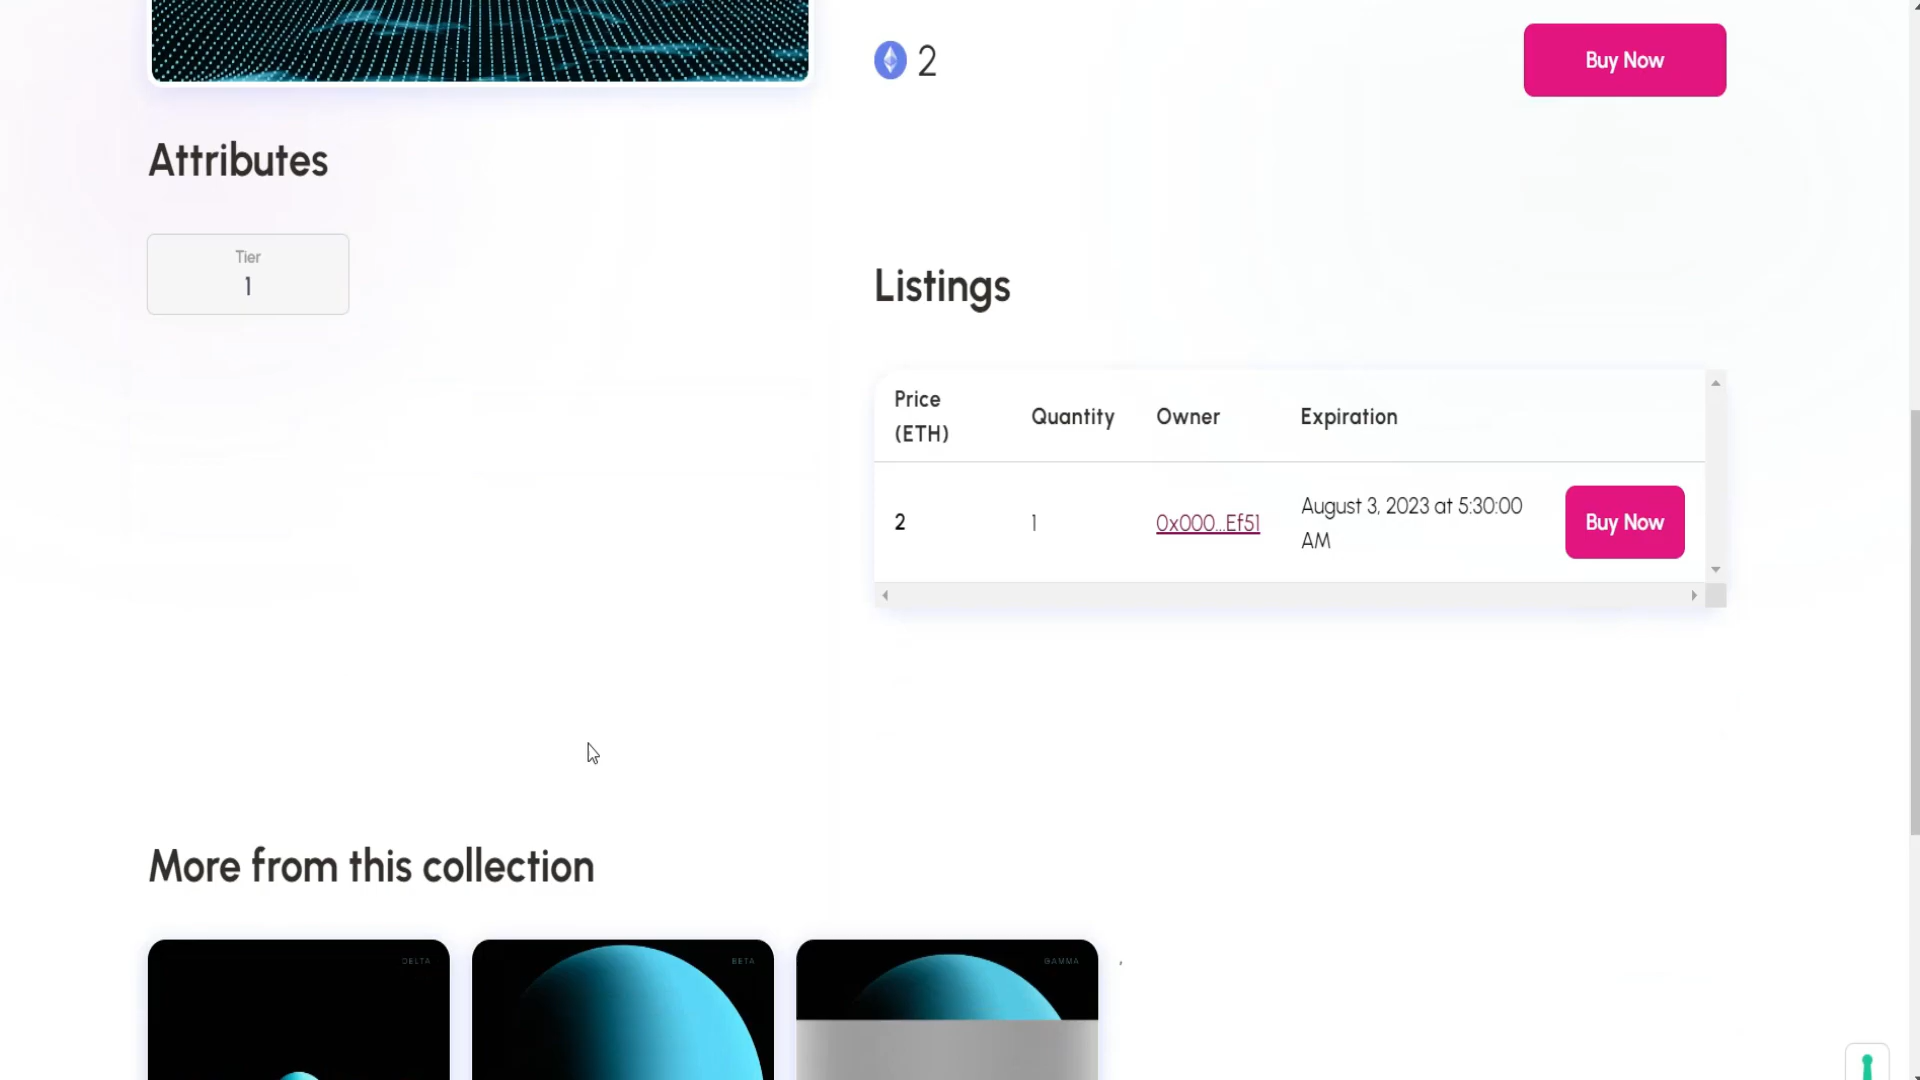 2
Buy Now
Attributes
Tier
1
Listings
Price
(ETH)
Quantity
Owner
Expiration
2
1
0x000...Ef51
August 3, 2023 at 5:30:00
AM
Buy Now
More from this collection
DELTA
BETA
GAMMA